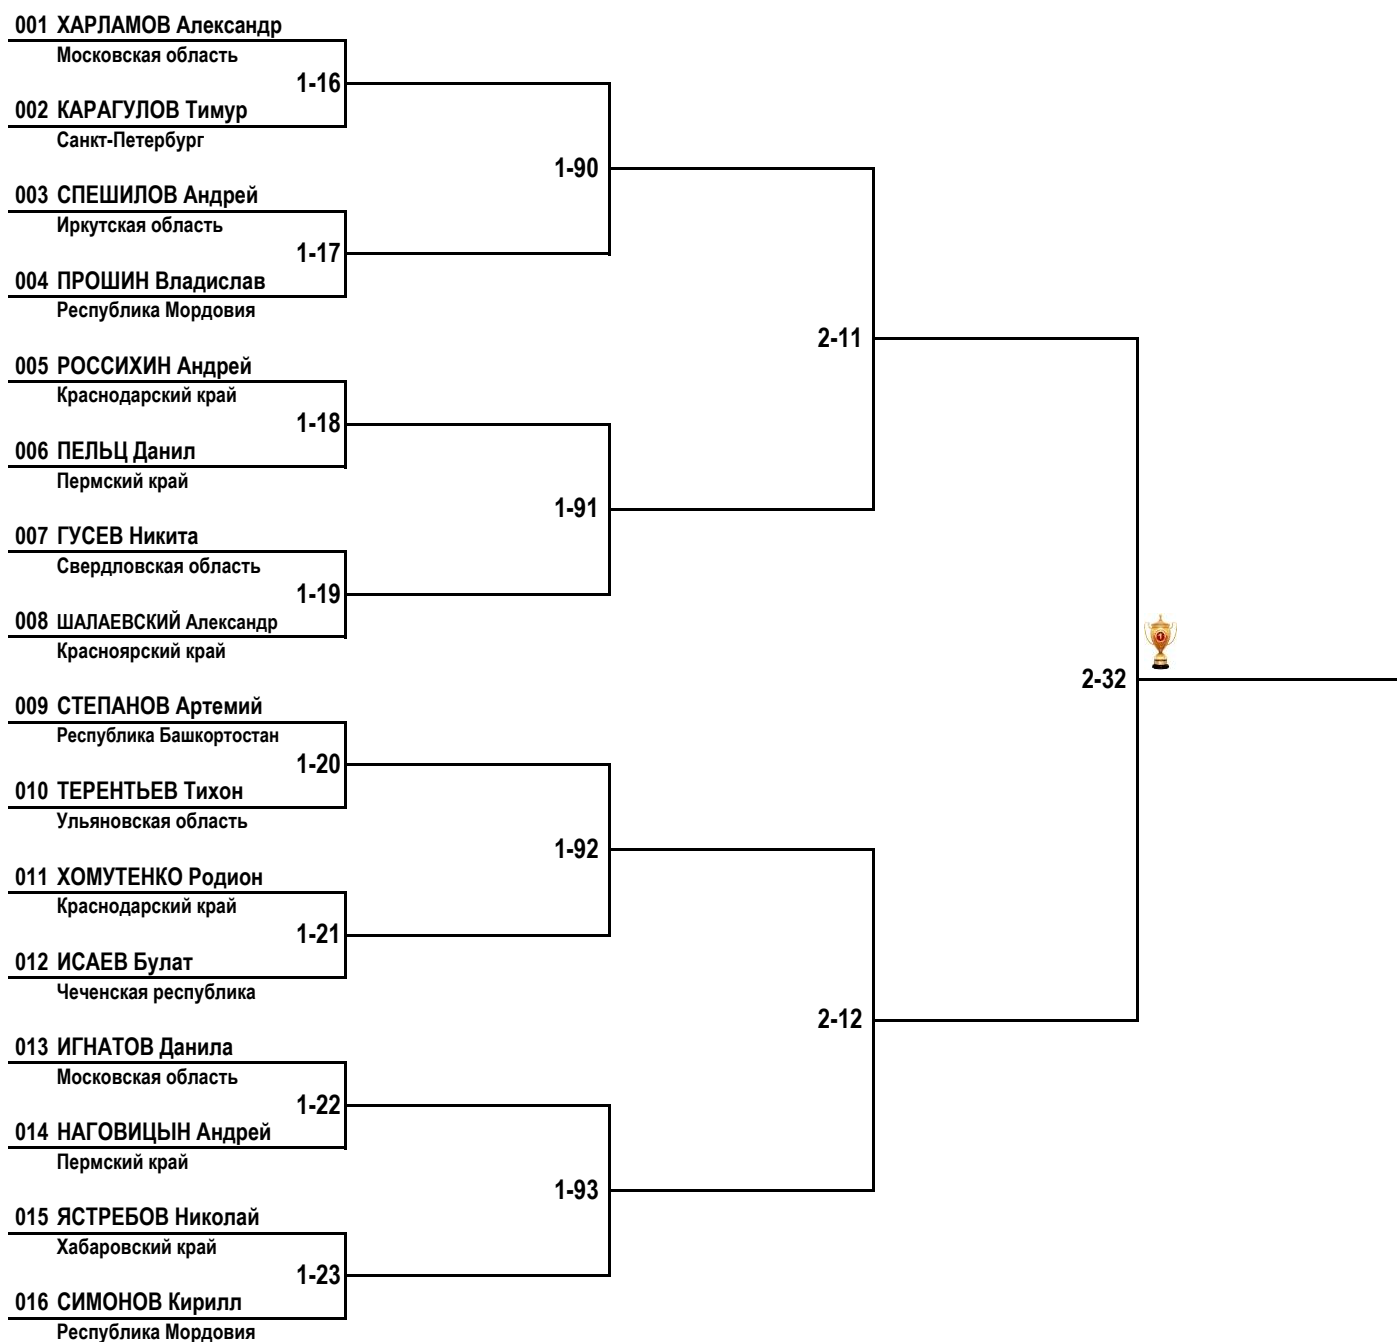 001 ХАРЛАМОВ Александр
Московская область
1-16
002 КАРАГУЛОВ Тимур
Санкт-Петербург
1-90
003 СПЕШИЛОВ Андрей
Иркутская область
1-17
004 ПРОШИН Владислав
Республика Мордовия
2-11
005 РОССИХИН Андрей
Краснодарский край
1-18
006 ПЕЛЬЦ Данил
Пермский край
1-91
007 ГУСЕВ Никита
Свердловская область
1-19
008 ШАЛАЕВСКИЙ Александр
Красноярский край
2-32
009 СТЕПАНОВ Артемий
Республика Башкортостан
1-20
010 ТЕРЕНТЬЕВ Тихон
Ульяновская область
1-92
011 ХОМУТЕНКО Родион
Краснодарский край
1-21
012 ИСАЕВ Булат
Чеченская республика
2-12
013 ИГНАТОВ Данила
Московская область
1-22
014 НАГОВИЦЫН Андрей
Пермский край
1-93
015 ЯСТРЕБОВ Николай
Хабаровский край
1-23
016 СИМОНОВ Кирилл
Республика Мордовия